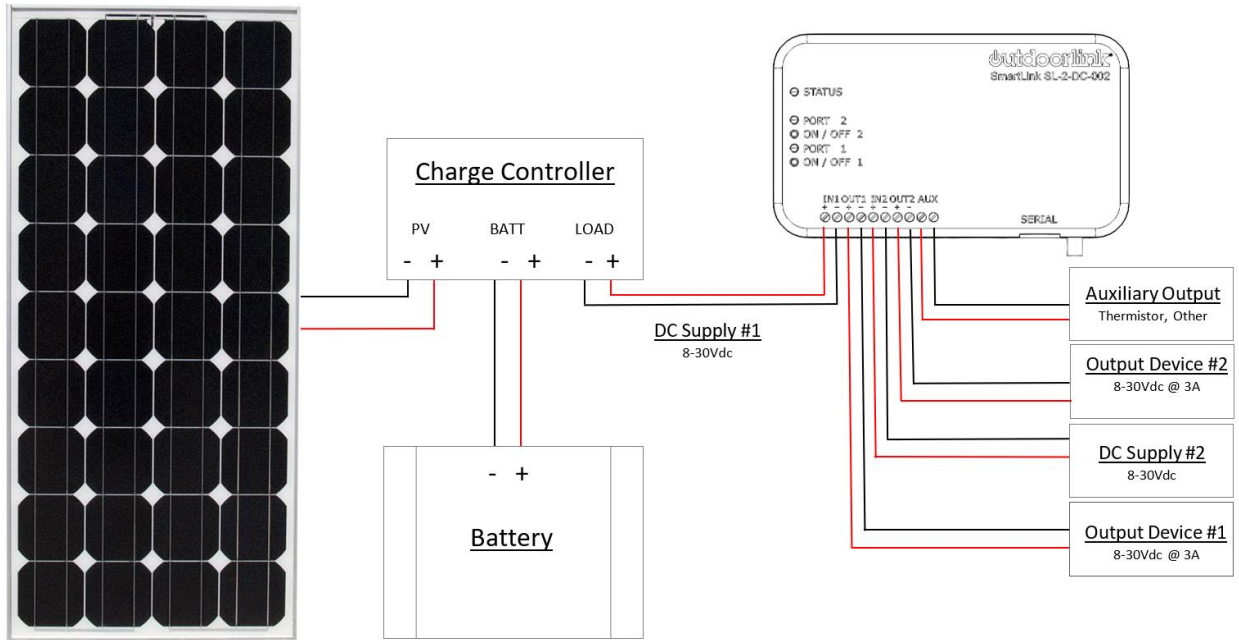 outdoorlink
SmartLink SL-2-DC-002
STATUS
PORT 2
ON / OFF 2
PORT 1
ON / OFF 1
IN1 OUT1 IN2 OUT2 AUX
+ - + - + - + -
SERIAL
Charge Controller
PV BATT LOAD
- + - + - +
DC Supply #1
8-30Vdc
Auxiliary Output
Thermistor, Other
Output Device #2
8-30Vdc @ 3A
DC Supply #2
8-30Vdc
Output Device #1
8-30Vdc @ 3A
- +
Battery